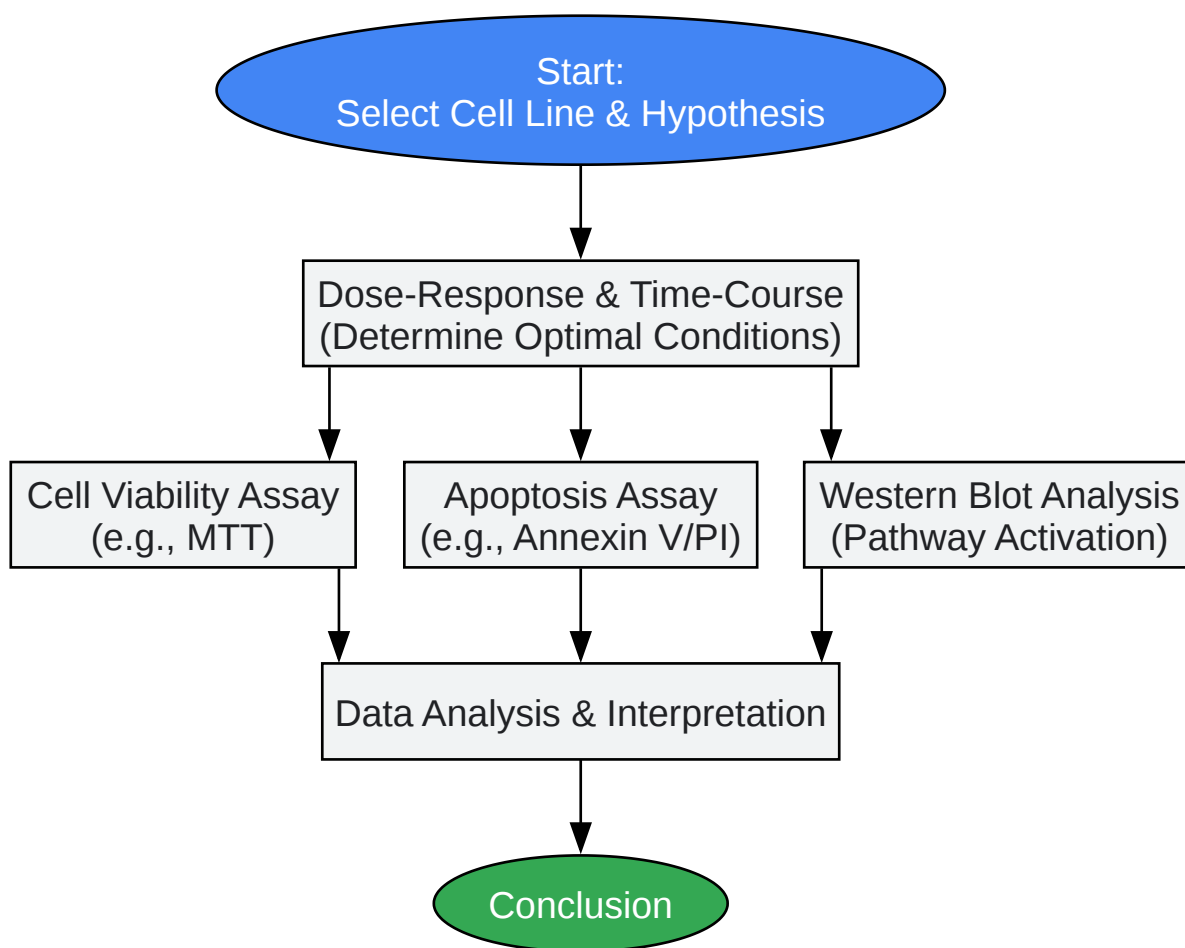 Start:
Select Cell Line & Hypothesis
Dose-Response & Time-Course
(Determine Optimal Conditions)
Cell Viability Assay
(e.g., MTT)
Apoptosis Assay
(e.g., Annexin V/PI)
Western Blot Analysis
(Pathway Activation)
Data Analysis & Interpretation
Conclusion